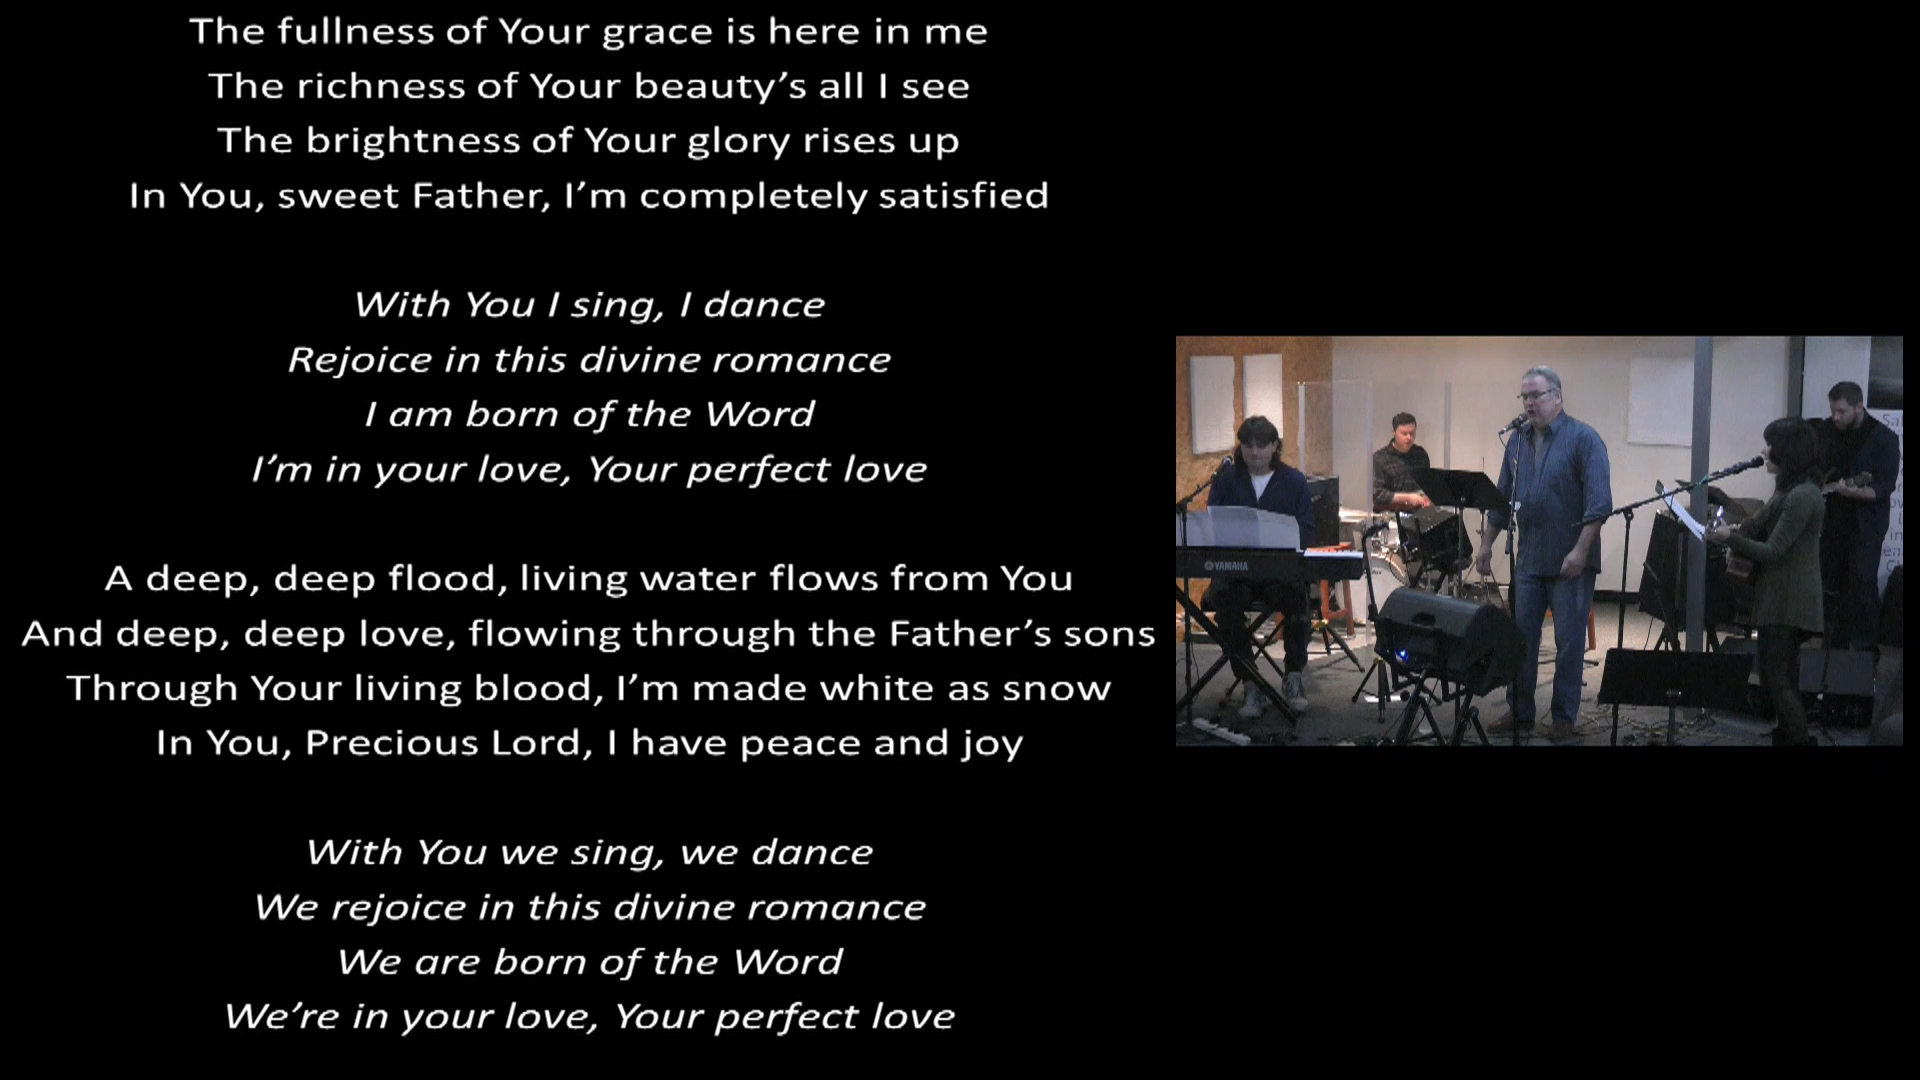 The fullness of Your grace is here in me
The richness of Your beauty’s all I see
The brightness of Your glory rises up
In You, sweet Father, I’m completely satisfied
With You I sing, I dance
Rejoice in this divine romance
I am born of the Word
I’m in your love, Your perfect love
A deep, deep flood, living water flows from You
And deep, deep love, flowing through the Father’s sons
Through Your living blood, I’m made white as snow
In You, Precious Lord, I have peace and joy
With You we sing, we dance
We rejoice in this divine romance
We are born of the Word
We’re in your love, Your perfect love
YAMAHA